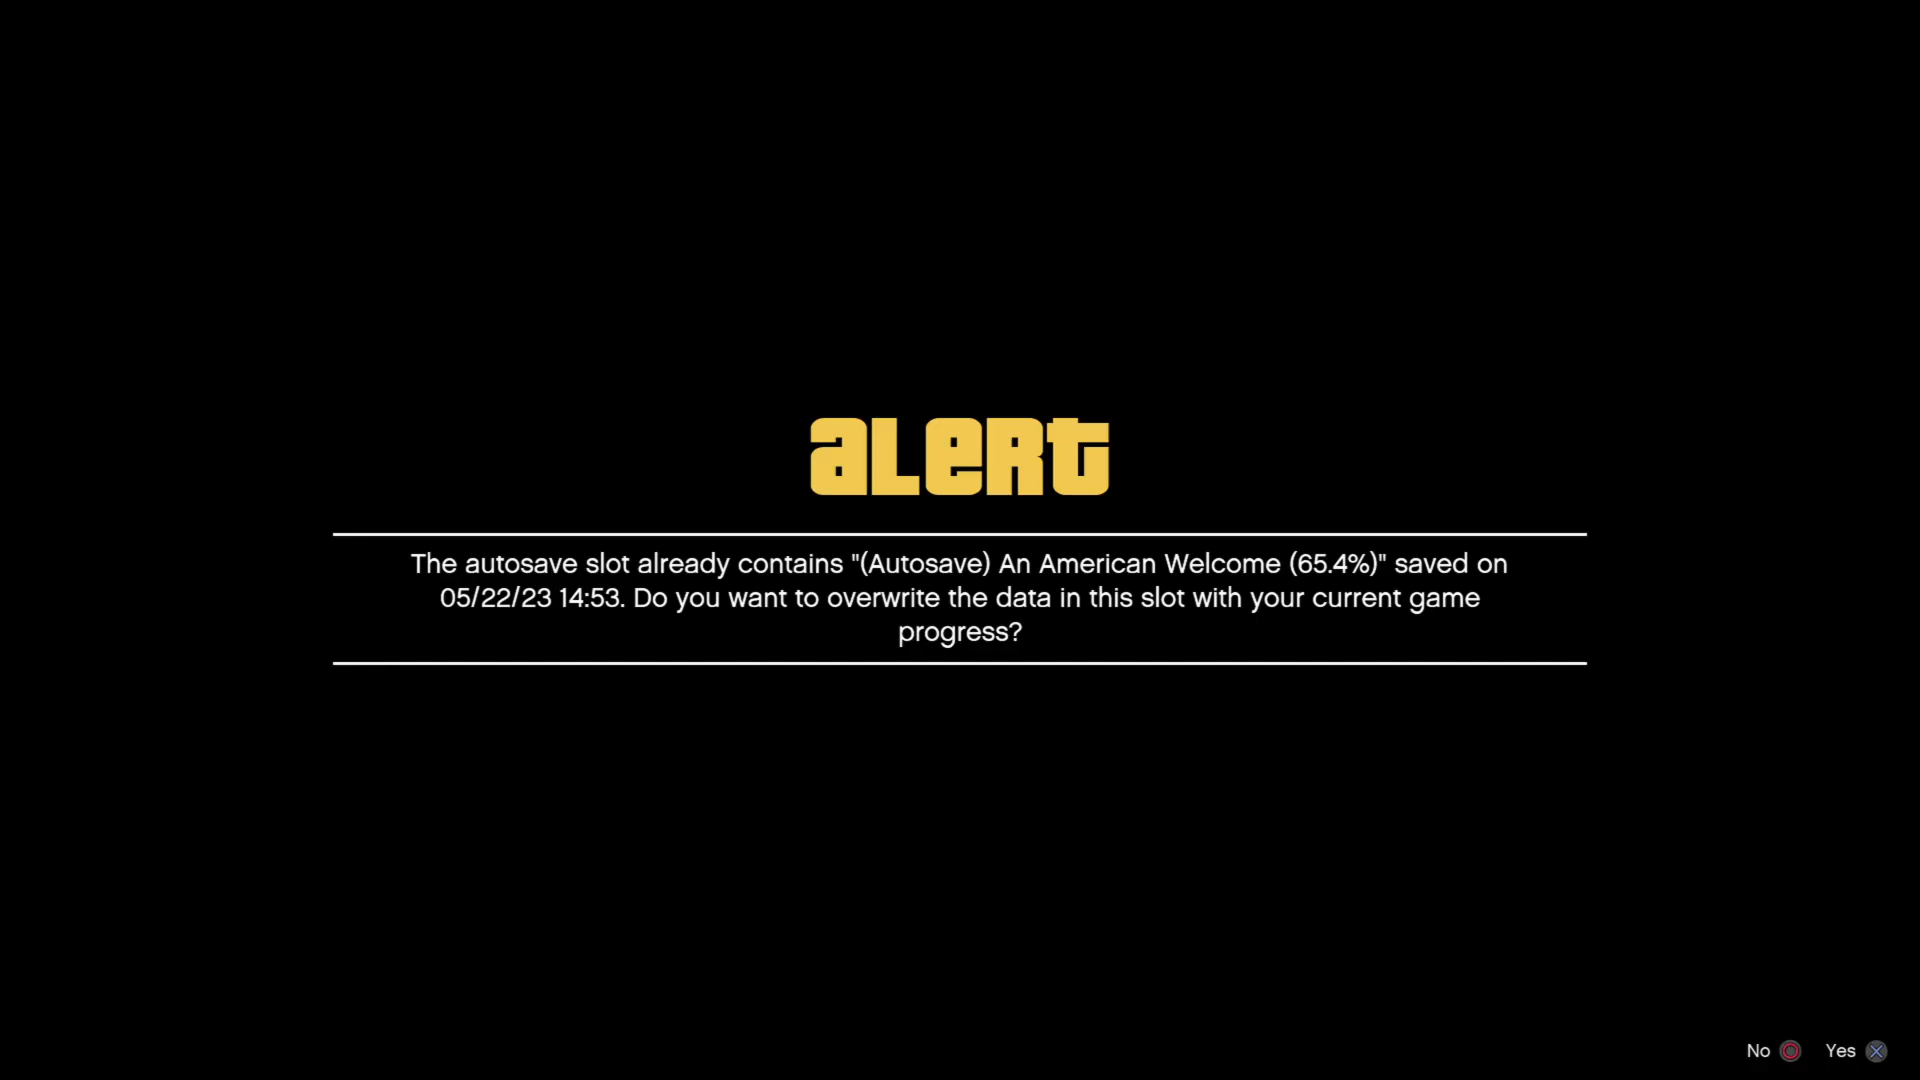 aLeRt
The autosave slot already contains "(Autosave) An American Welcome (65.4%)" saved on
05/22/23 14:53. Do you want to overwrite the data in this slot with your current game
progress?
No Yes